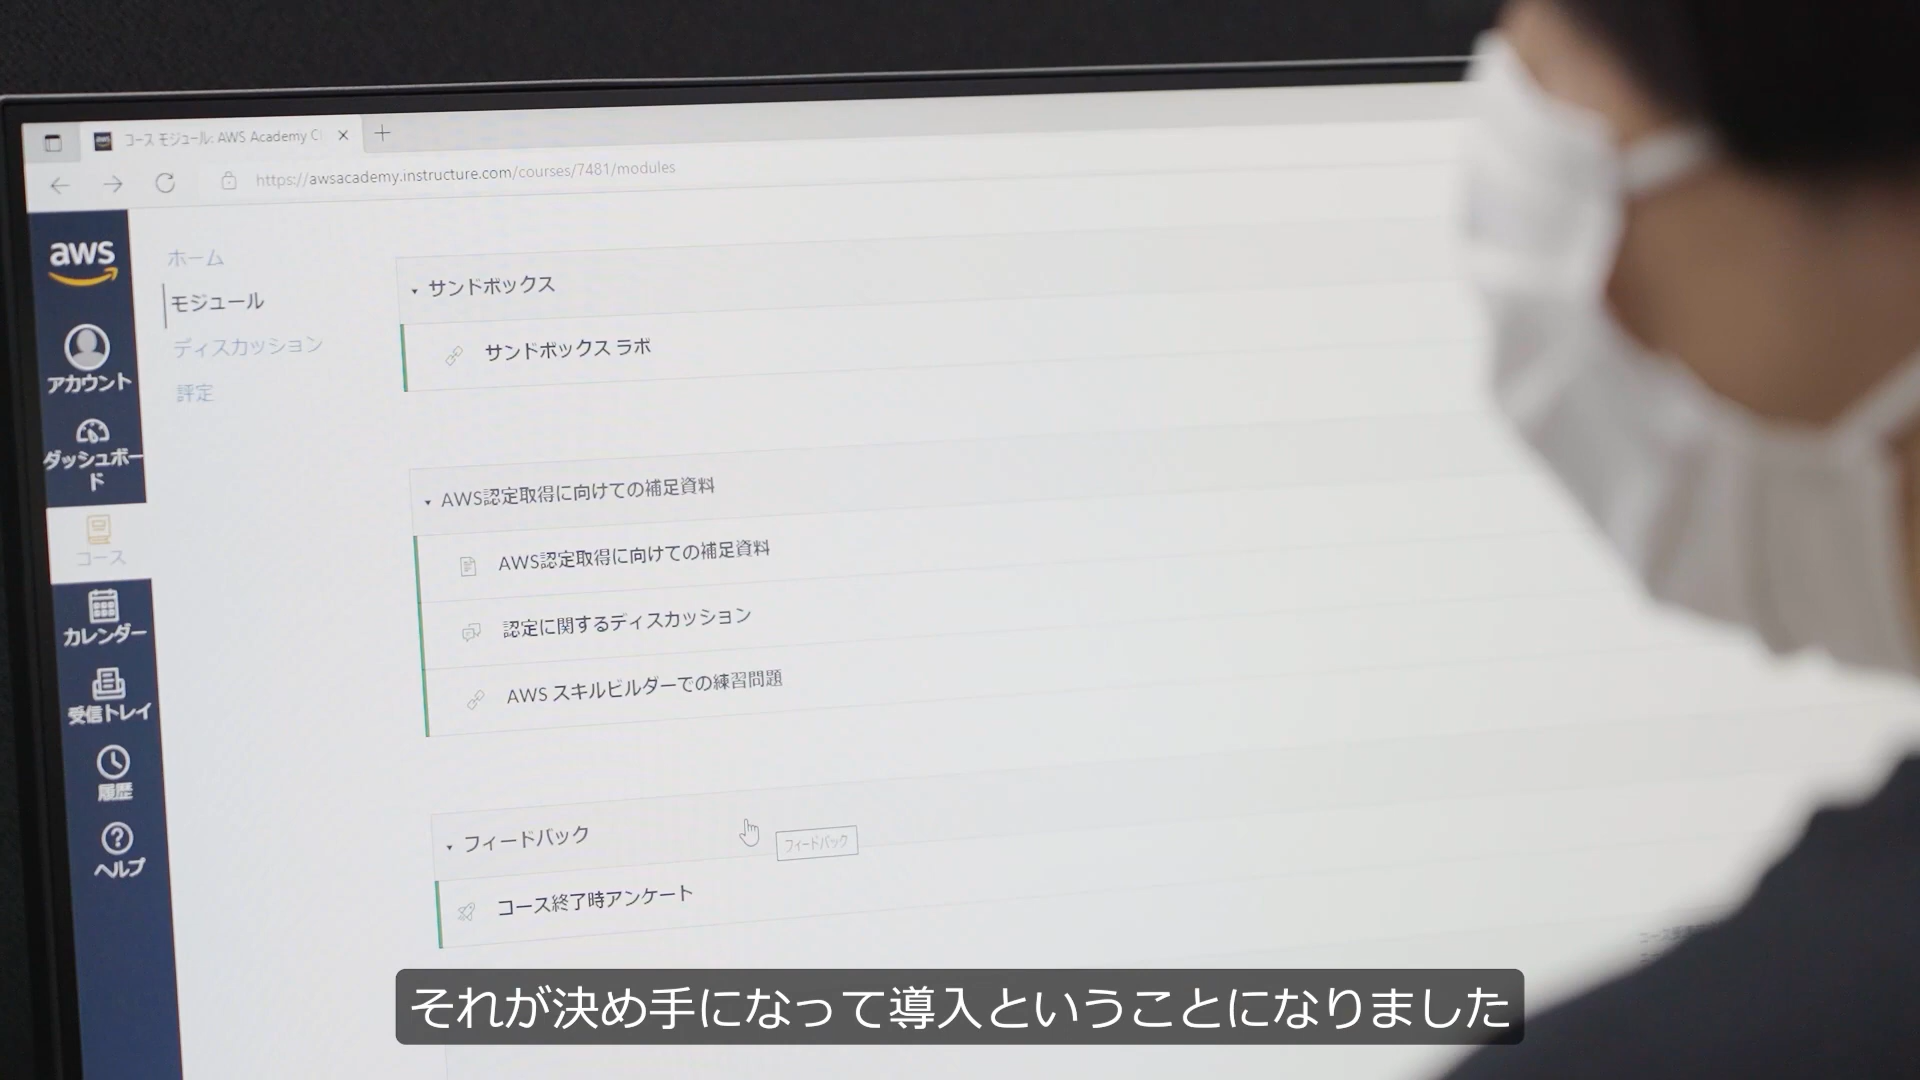 コース モジュール: AWS Academy C
https://awsacademy.instructure.com/courses/7481/modules
aws
アカウント
ダッシュボー
ド
コース
カレンダー
受信トレイ
履歴
ヘルプ
ホーム
モジュール
ディスカッション
評定
サンドボックス
サンドボックス ラボ
AWS認定取得に向けての補足資料
AWS認定取得に向けての補足資料
認定に関するディスカッション
AWS スキルビルダーでの練習問題
フィードバック
フィードバック
コース終了時アンケート
それが決め手になって導入ということになりました